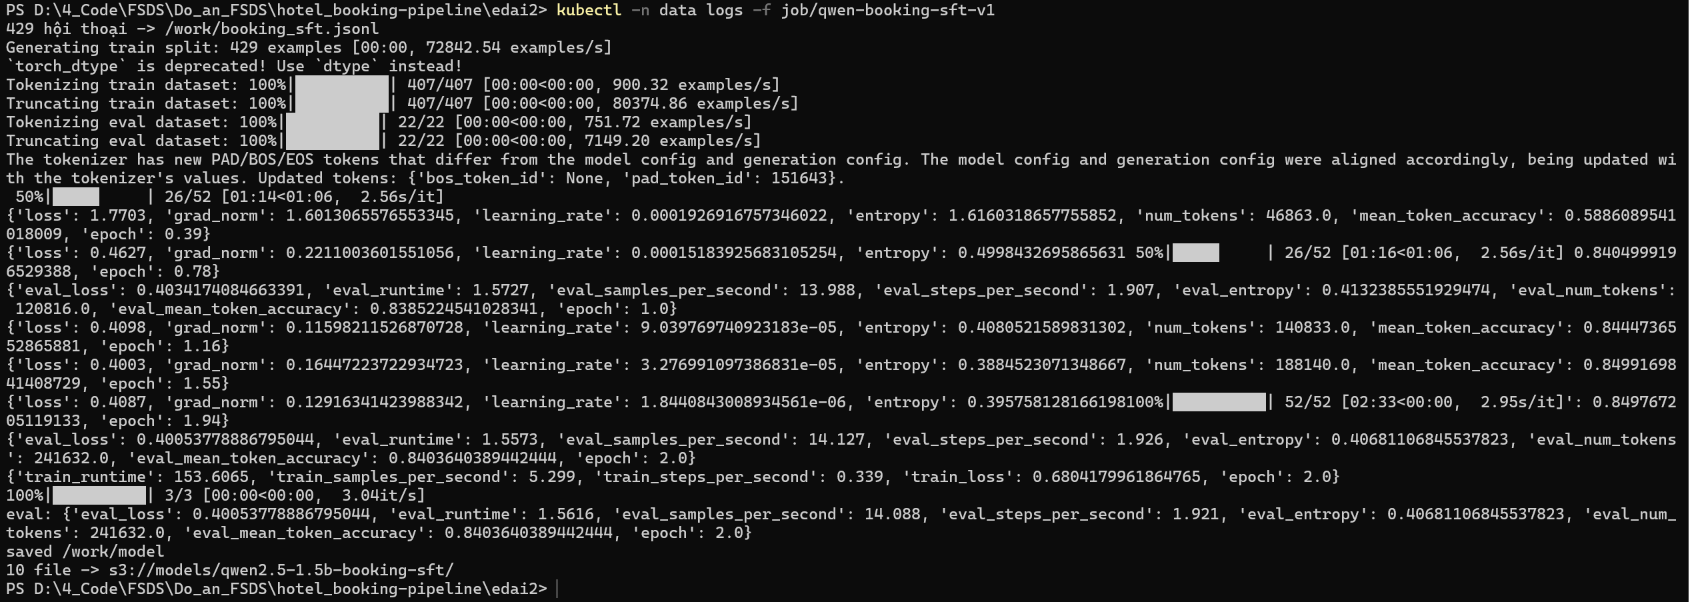 PS D:\4_Code\FSDS\Do_an_FSDS\hotel_booking-pipeline\edai2> kubectl -n data logs -f job/qwen-booking-sft-v1
429 hội thoại -> /work/booking_sft.jsonl
Generating train split: 429 examples [00:00, 72842.54 examples/s]
`torch_dtype` is deprecated! Use `dtype` instead!
Tokenizing train dataset: 100%|██████████| 407/407 [00:00<00:00, 900.32 examples/s]
Truncating train dataset: 100%|██████████| 407/407 [00:00<00:00, 80374.86 examples/s]
Tokenizing eval dataset: 100%|██████████| 22/22 [00:00<00:00, 751.72 examples/s]
Truncating eval dataset: 100%|██████████| 22/22 [00:00<00:00, 7149.20 examples/s]
The tokenizer has new PAD/BOS/EOS tokens that differ from the model config and generation config. The model config and generation config were aligned accordingly, being updated wi
th the tokenizer's values. Updated tokens: {'bos_token_id': None, 'pad_token_id': 151643}.
 50%|█████     | 26/52 [01:14<01:06,  2.56s/it]
{'loss': 1.7703, 'grad_norm': 1.6013065576553345, 'learning_rate': 0.00019269167573460​22, 'entropy': 1.6160318657755852, 'num_tokens': 46863.0, 'mean_token_accuracy': 0.5886089541
018009, 'epoch': 0.39}
{'loss': 0.4627, 'grad_norm': 0.2211003601551056, 'learning_rate': 0.00015183925683105254, 'entropy': 0.4998432695865631 50%|█████     | 26/52 [01:16<01:06,  2.56s/it] 0.840499919
6529388, 'epoch': 0.78}
{'eval_loss': 0.4034174084663391, 'eval_runtime': 1.5727, 'eval_samples_per_second': 13.988, 'eval_steps_per_second': 1.907, 'eval_entropy': 0.4132385551929474, 'eval_num_tokens':
 120816.0, 'eval_mean_token_accuracy': 0.8385224541028341, 'epoch': 1.0}
{'loss': 0.4098, 'grad_norm': 0.11598211526870728, 'learning_rate': 9.039769740923183e-05, 'entropy': 0.4080521589831302, 'num_tokens': 140833.0, 'mean_token_accuracy': 0.84447365
52865881, 'epoch': 1.16}
{'loss': 0.4003, 'grad_norm': 0.16447223722934723, 'learning_rate': 3.276991097386831e-05, 'entropy': 0.3884523071348667, 'num_tokens': 188140.0, 'mean_token_accuracy': 0.84991698
41408729, 'epoch': 1.55}
{'loss': 0.4087, 'grad_norm': 0.12916341423988342, 'learning_rate': 1.8440843008934561e-06, 'entropy': 0.395758128166198100%|██████████| 52/52 [02:33<00:00,  2.95s/it]': 0.8497672
05119133, 'epoch': 1.94}
{'eval_loss': 0.40053778886795044, 'eval_runtime': 1.5573, 'eval_samples_per_second': 14.127, 'eval_steps_per_second': 1.926, 'eval_entropy': 0.40681106845537823, 'eval_num_tokens
': 241632.0, 'eval_mean_token_accuracy': 0.8403640389442444, 'epoch': 2.0}
{'train_runtime': 153.6065, 'train_samples_per_second': 5.299, 'train_steps_per_second': 0.339, 'train_loss': 0.6804179961864765, 'epoch': 2.0}
100%|██████████| 3/3 [00:00<00:00,  3.04it/s]
eval: {'eval_loss': 0.40053778886795044, 'eval_runtime': 1.5616, 'eval_samples_per_second': 14.088, 'eval_steps_per_second': 1.921, 'eval_entropy': 0.40681106845537823, 'eval_num_
tokens': 241632.0, 'eval_mean_token_accuracy': 0.8403640389442444, 'epoch': 2.0}
saved /work/model
10 file -> s3://models/qwen2.5-1.5b-booking-sft/
PS D:\4_Code\FSDS\Do_an_FSDS\hotel_booking-pipeline\edai2>